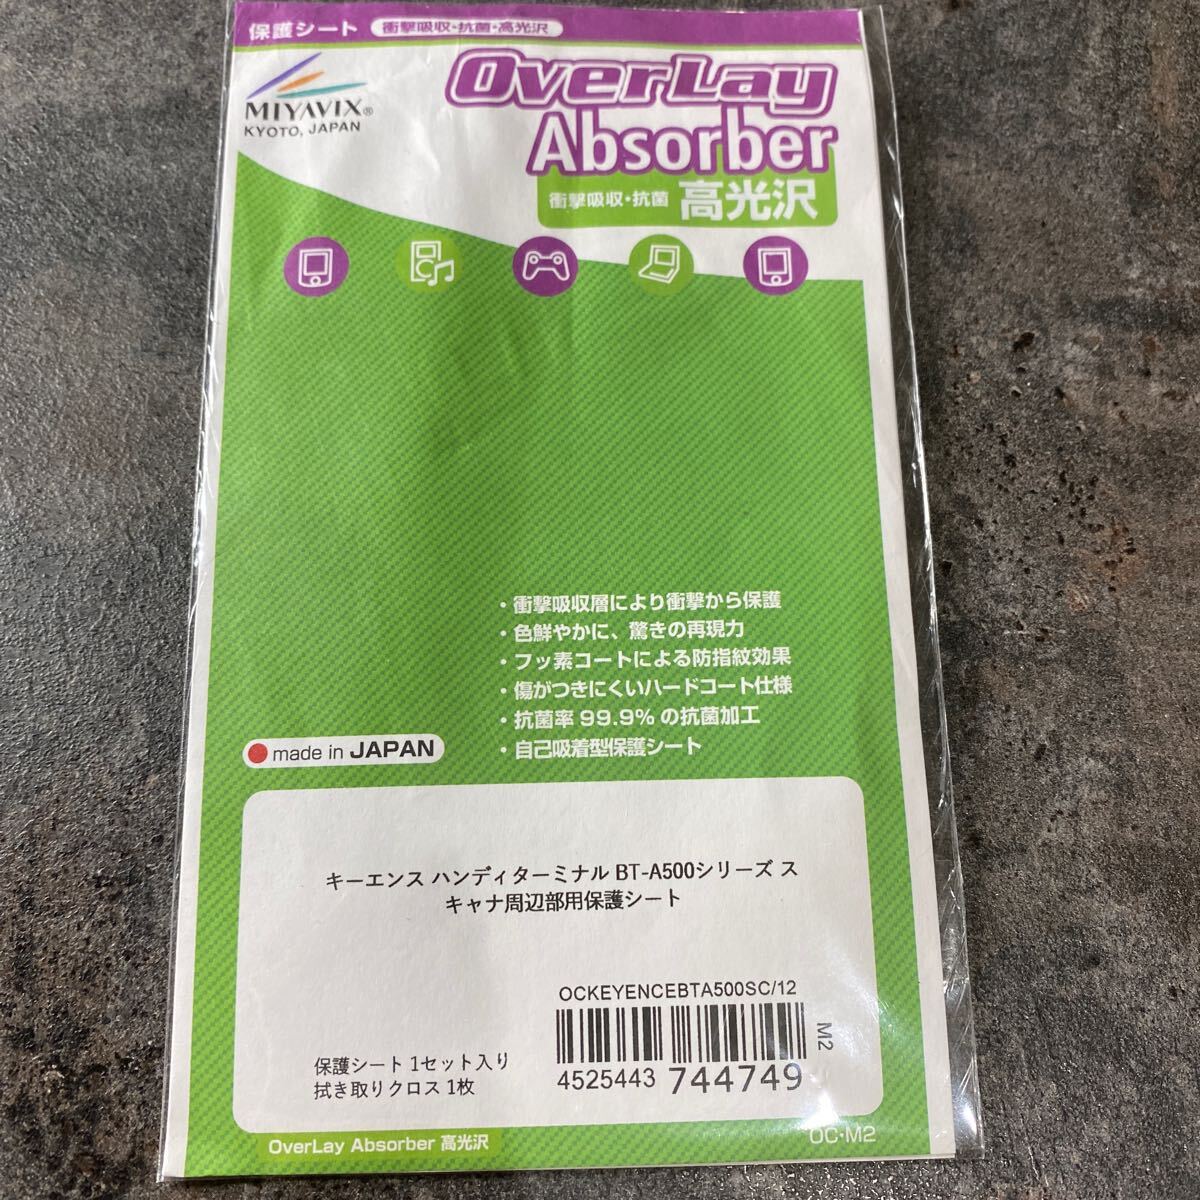 保護シート 衝撃吸収・抗菌・高光沢
MIYAVIX®
KYOTO, JAPAN
OverLay
Absorber
衝撃吸収・抗菌 高光沢
・衝撃吸収層により衝撃から保護
・色鮮やかに、驚きの再現力
・フッ素コートによる防指紋効果
・傷がつきにくいハードコート仕様
・抗菌率 99.9% の抗菌加工
・自己吸着型保護シート
made in JAPAN
キーエンス ハンディターミナル BT-A500シリーズ ス
キャナ周辺部用保護シート
OCKEYENCEBTA500SC/12
M2
4525443 744749
保護シート 1セット入り
拭き取りクロス 1枚
OverLay Absorber 高光沢
OC・M2